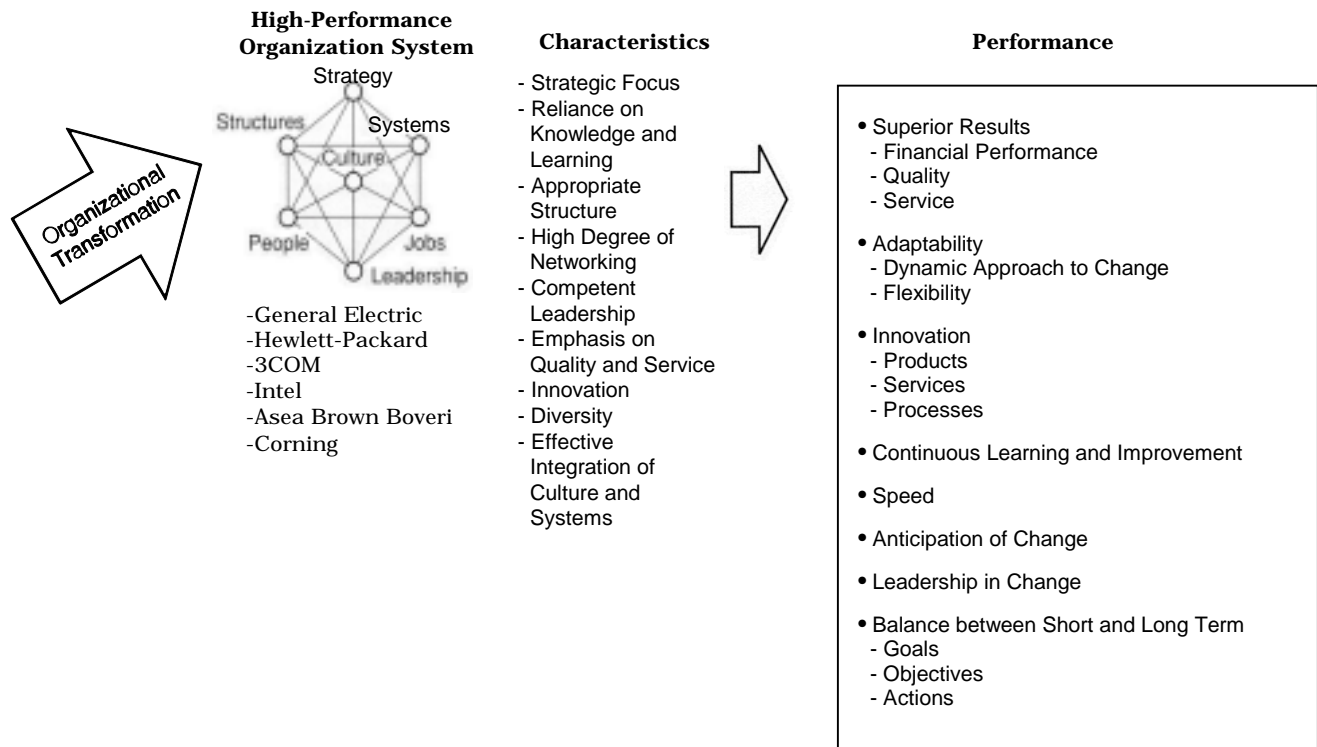 Organizational
Transformation
High-Performance
Organization System
Strategy
Structures
Systems
Culture
People
Jobs
Leadership
-General Electric
-Hewlett-Packard
-3COM
-Intel
-Asea Brown Boveri
-Corning
Characteristics
- Strategic Focus
- Reliance on
Knowledge and
Learning
- Appropriate
Structure
- High Degree of
Networking
- Competent
Leadership
- Emphasis on
Quality and Service
- Innovation
- Diversity
- Effective
Integration of
Culture and
Systems
Performance
• Superior Results
- Financial Performance
- Quality
- Service
• Adaptability
- Dynamic Approach to Change
- Flexibility
• Innovation
- Products
- Services
- Processes
• Continuous Learning and Improvement
• Speed
• Anticipation of Change
• Leadership in Change
• Balance between Short and Long Term
- Goals
- Objectives
- Actions